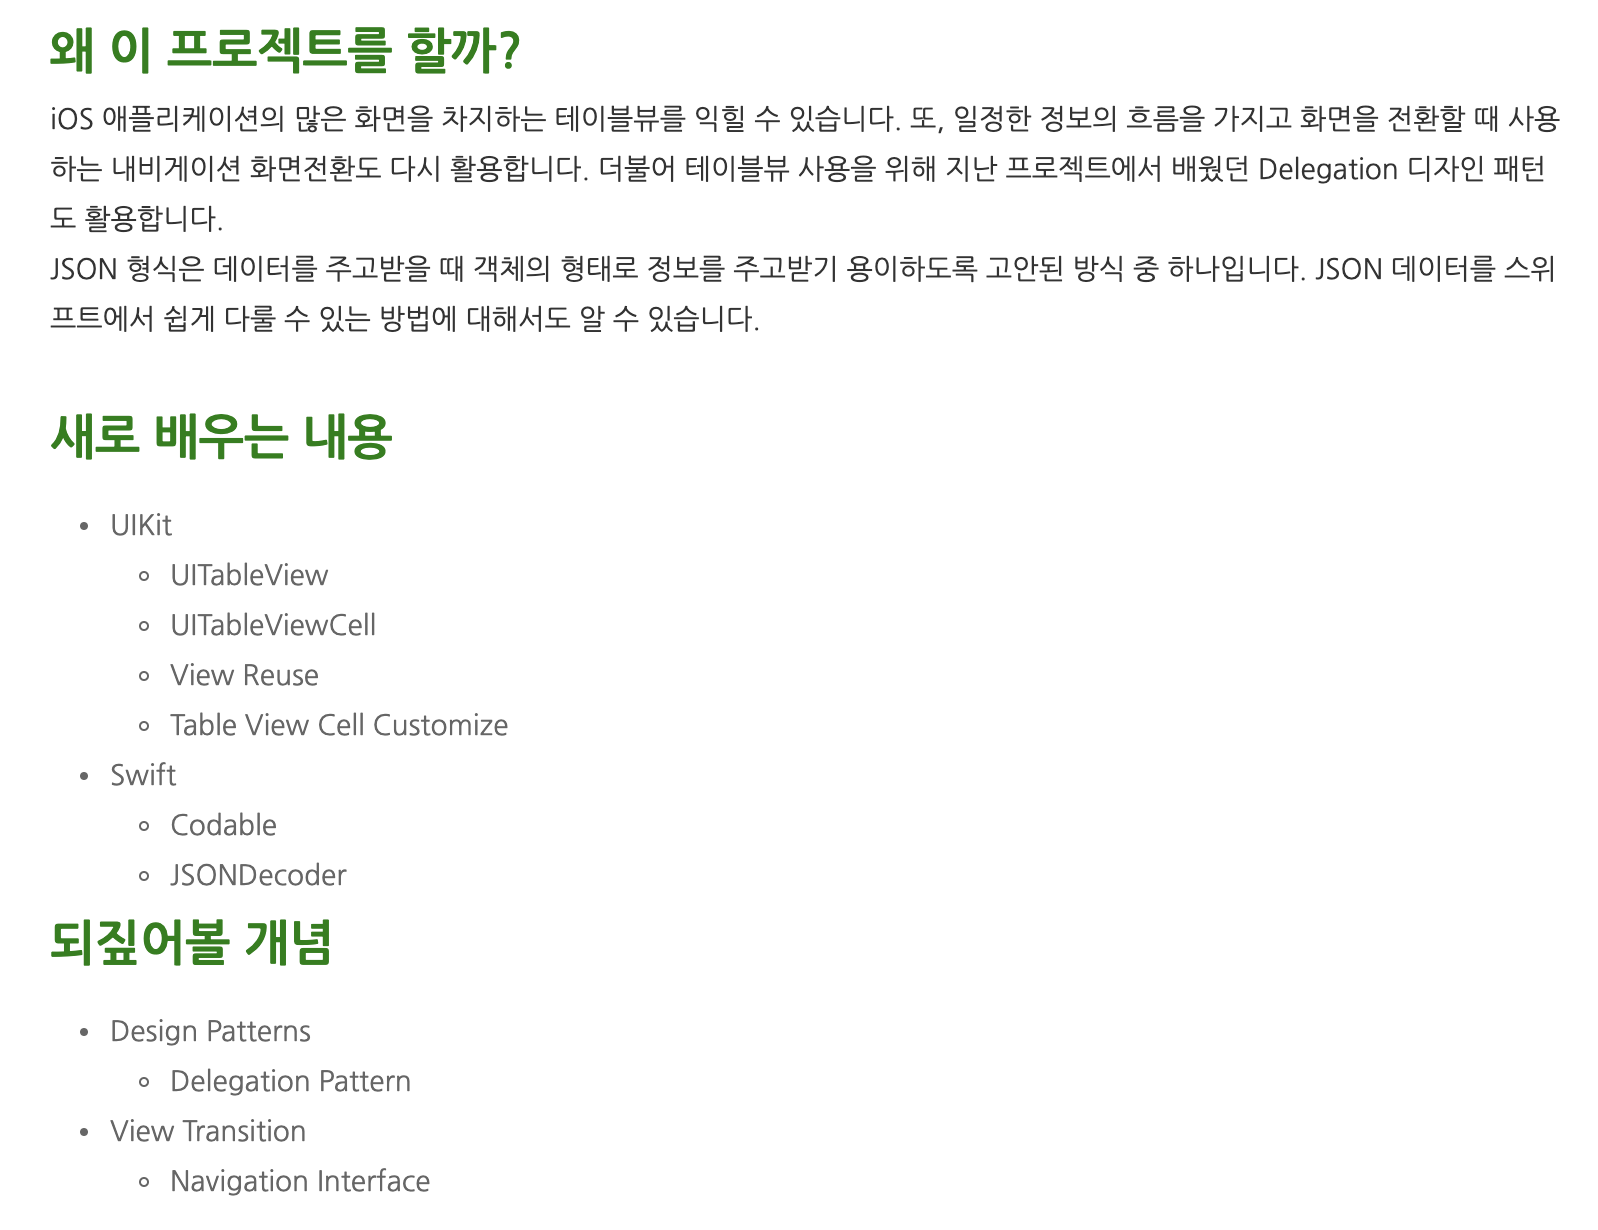 왜 이 프로젝트를 할까?
iOS 애플리케이션의 많은 화면을 차지하는 테이블뷰를 익힐 수 있습니다. 또, 일정한 정보의 흐름을 가지고 화면을 전환할 때 사용
하는 내비게이션 화면전환도 다시 활용합니다. 더불어 테이블뷰 사용을 위해 지난 프로젝트에서 배웠던 Delegation 디자인 패턴
도 활용합니다.
JSON 형식은 데이터를 주고받을 때 객체의 형태로 정보를 주고받기 용이하도록 고안된 방식 중 하나입니다. JSON 데이터를 스위
프트에서 쉽게 다룰 수 있는 방법에 대해서도 알 수 있습니다.
새로 배우는 내용
• UIKit
◦ UITableView
◦ UITableViewCell
◦ View Reuse
◦ Table View Cell Customize
• Swift
◦ Codable
◦ JSONDecoder
되짚어볼 개념
• Design Patterns
◦ Delegation Pattern
• View Transition
◦ Navigation Interface